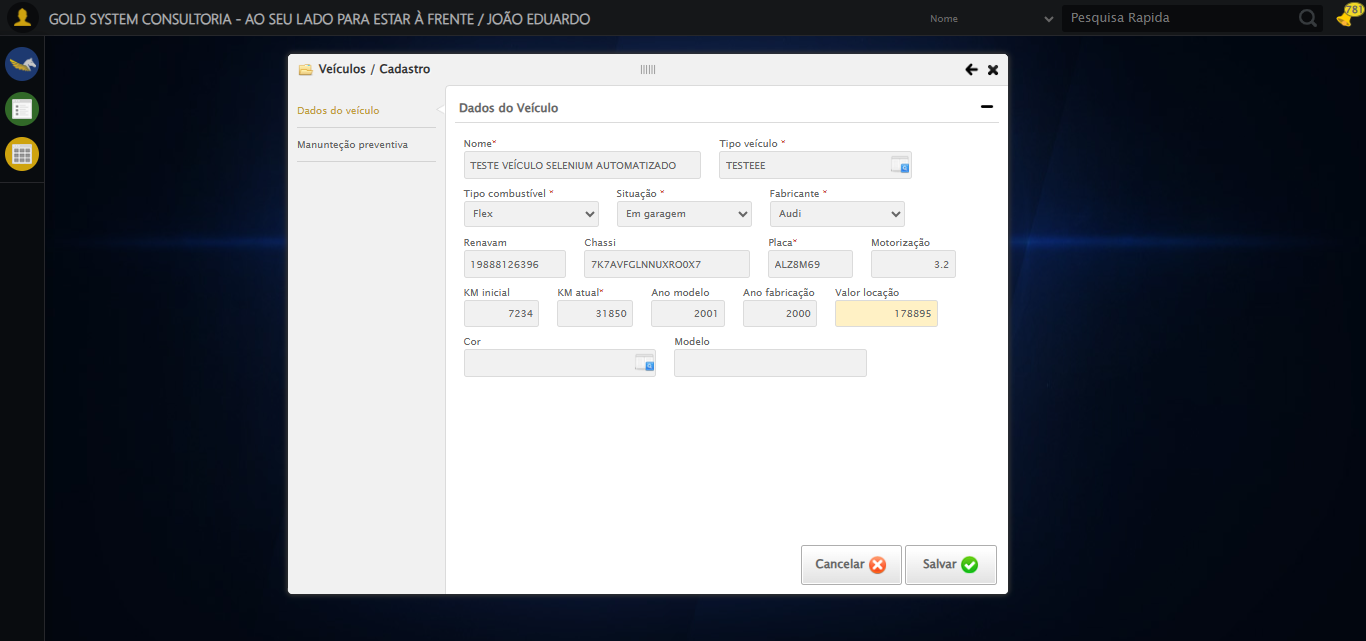 GOLD SYSTEM CONSULTORIA - AO SEU LADO PARA ESTAR À FRENTE / JOÃO EDUARDO
Nome
Pesquisa Rapida
781
Veículos / Cadastro
Dados do veículo
Manunteção preventiva
Dados do Veículo
Nome* Tipo veículo *
TESTE VEÍCULO SELENIUM AUTOMATIZADO TESTEEE
Tipo combustível * Situação * Fabricante *
Flex Em garagem Audi
Renavam Chassi Placa* Motorização
19888126396 7K7AVFGLNNUXRO0X7 ALZ8M69 3.2
KM inicial KM atual* Ano modelo Ano fabricação Valor locação
7234 31850 2001 2000 178895
Cor Modelo
Cancelar Salvar